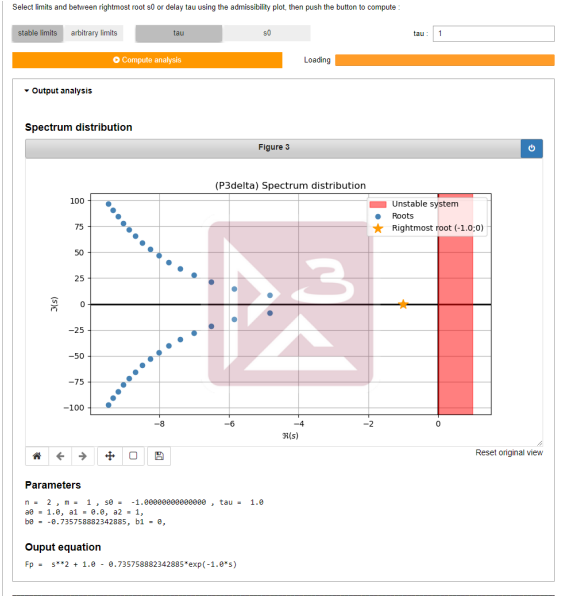 Select limits and between rightmost root s0 or delay tau using the admissibility plot, then push the button to compute :
stable limits arbitrary limits tau s0 tau : 1
Compute analysis Loading
Output analysis
Spectrum distribution
Figure 3
(P3delta) Spectrum distribution
100
75
50
25
0
−25
−50
−75
−100
ℑ(s)
Unstable system
Roots
Rightmost root (-1.0;0)
3
−8 −6 −4 −2 0
ℜ(s)
Reset original view
Parameters
n = 2 , m = 1 , s0 = -1.00000000000000 , tau = 1.0
a0 = 1.0, a1 = 0.0, a2 = 1,
b0 = -0.735758882342885, b1 = 0,
Ouput equation
Fp = s**2 + 1.0 - 0.735758882342885*exp(-1.0*s)